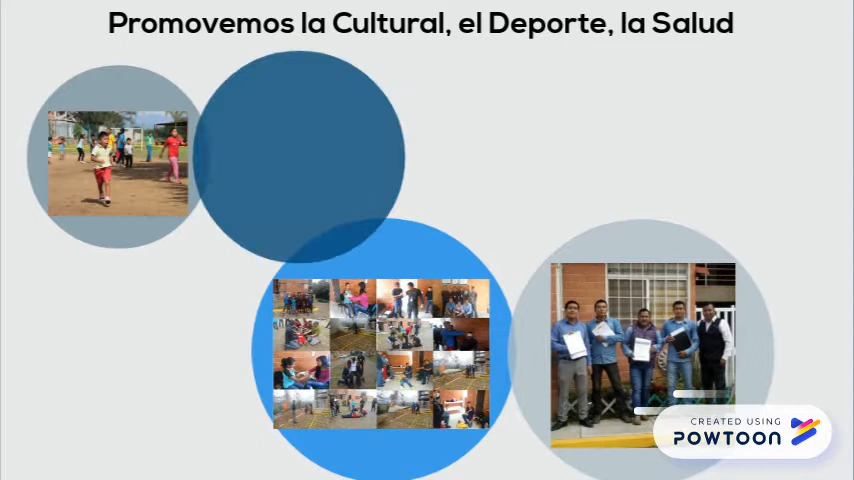 Promovemos la Cultural, el Deporte, la Salud
CREATED USING
POWTOON